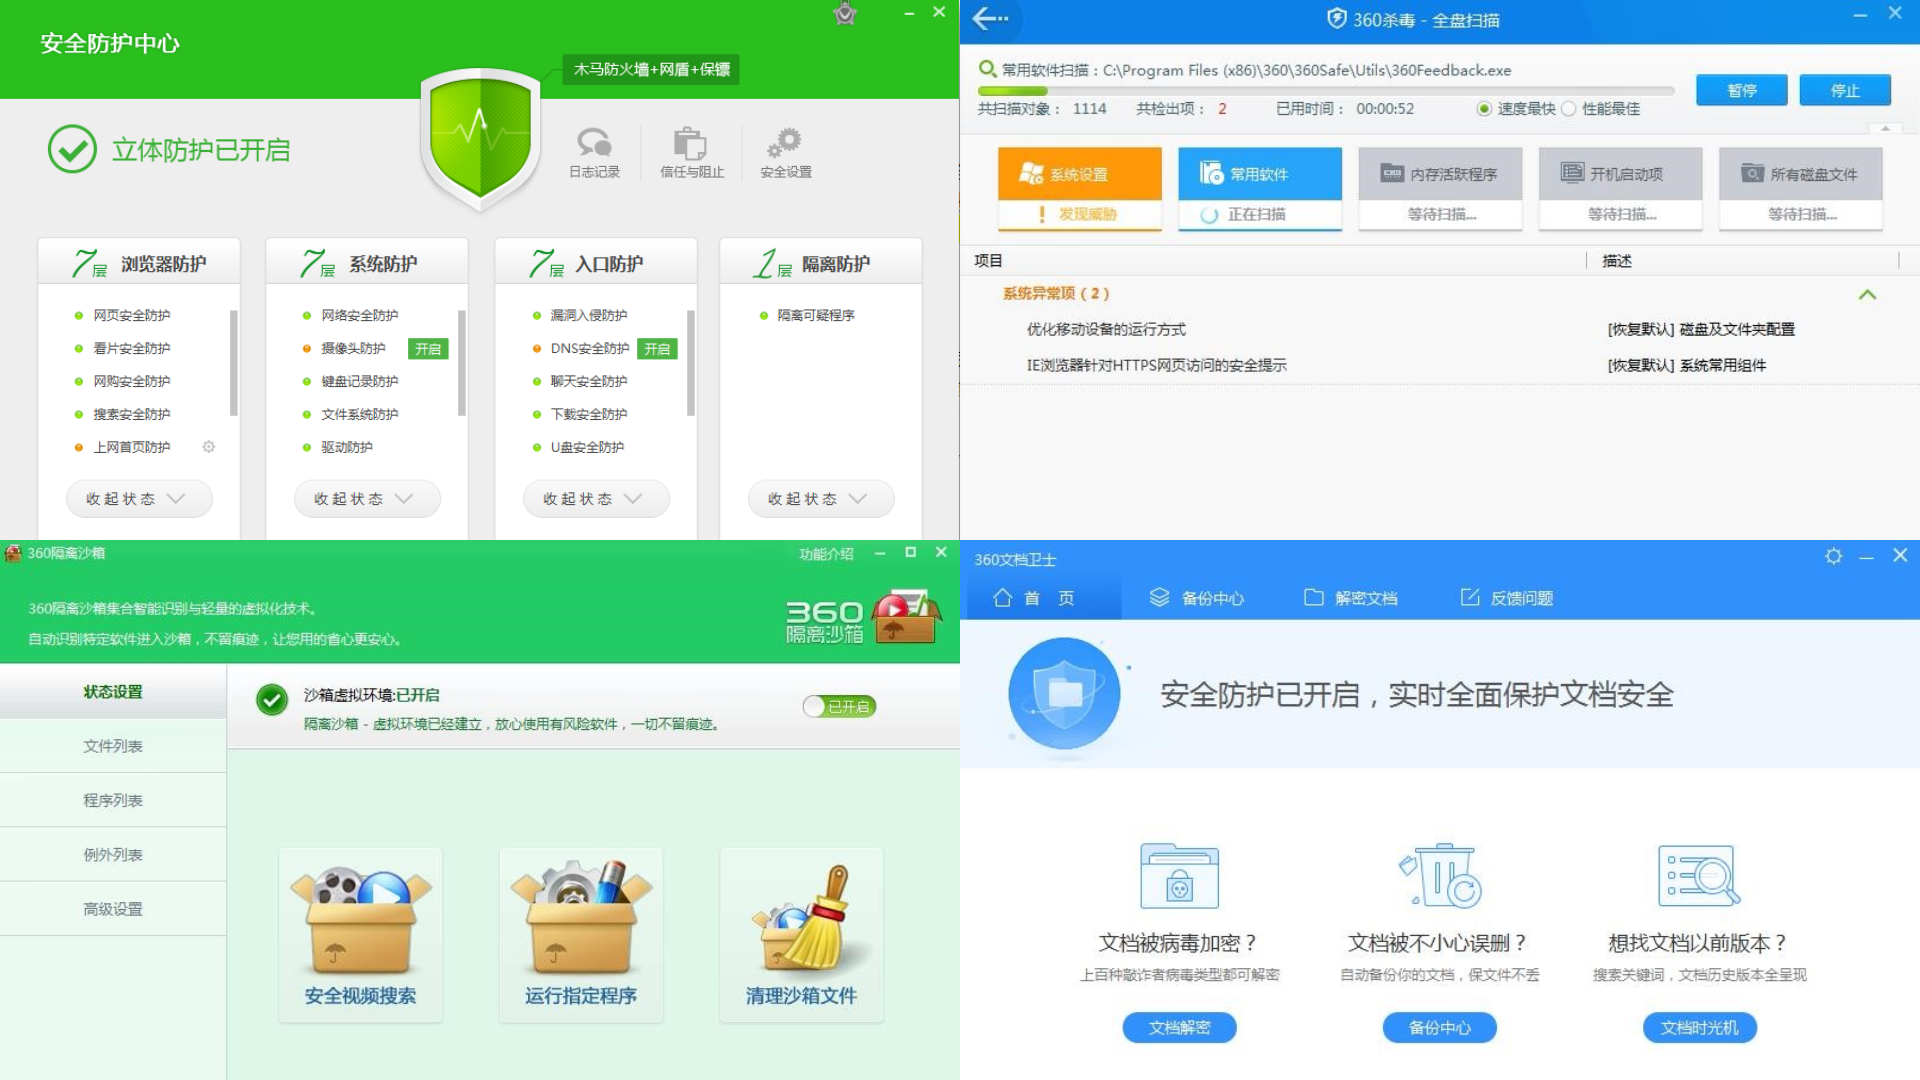 安全防护中心
木马防火墙+网盾+保镖
立体防护已开启
日志记录
信任与阻止
安全设置
7层 浏览器防护
网页安全防护
看片安全防护
网购安全防护
搜索安全防护
上网首页防护
收起状态
7层 系统防护
网络安全防护
摄像头防护 开启
键盘记录防护
文件系统防护
驱动防护
收起状态
7层 入口防护
漏洞入侵防护
DNS安全防护 开启
聊天安全防护
下载安全防护
U盘安全防护
收起状态
1层 隔离防护
隔离可疑程序
收起状态
360杀毒 - 全盘扫描
常用软件扫描：C:\Program Files (x86)\360\360Safe\Utils\360Feedback.exe
共扫描对象： 1114 共检出项： 2 已用时间： 00:00:52 速度最快 性能最佳
暂停 停止
系统设置
发现威胁
常用软件
正在扫描
内存活跃程序
等待扫描...
开机启动项
等待扫描...
所有磁盘文件
等待扫描...
项目 描述
系统异常项（2）
优化移动设备的运行方式 [恢复默认] 磁盘及文件夹配置
IE浏览器针对HTTPS网页访问的安全提示 [恢复默认] 系统常用组件
360隔离沙箱 功能介绍
360隔离沙箱集合智能识别与轻量的虚拟化技术。
自动识别特定软件进入沙箱，不留痕迹，让您用的省心更安心。
360
隔离沙箱
状态设置
文件列表
程序列表
例外列表
高级设置
沙箱虚拟环境:已开启
隔离沙箱 - 虚拟环境已经建立，放心使用有风险软件，一切不留痕迹。
已开启
安全视频搜索
运行指定程序
清理沙箱文件
360文档卫士
首 页 备份中心 解密文档 反馈问题
安全防护已开启，实时全面保护文档安全
文档被病毒加密？
上百种敲诈者病毒类型都可解密
文档解密
文档被不小心误删？
自动备份你的文档，保文件不丢
备份中心
想找文档以前版本？
搜索关键词，文档历史版本全呈现
文档时光机